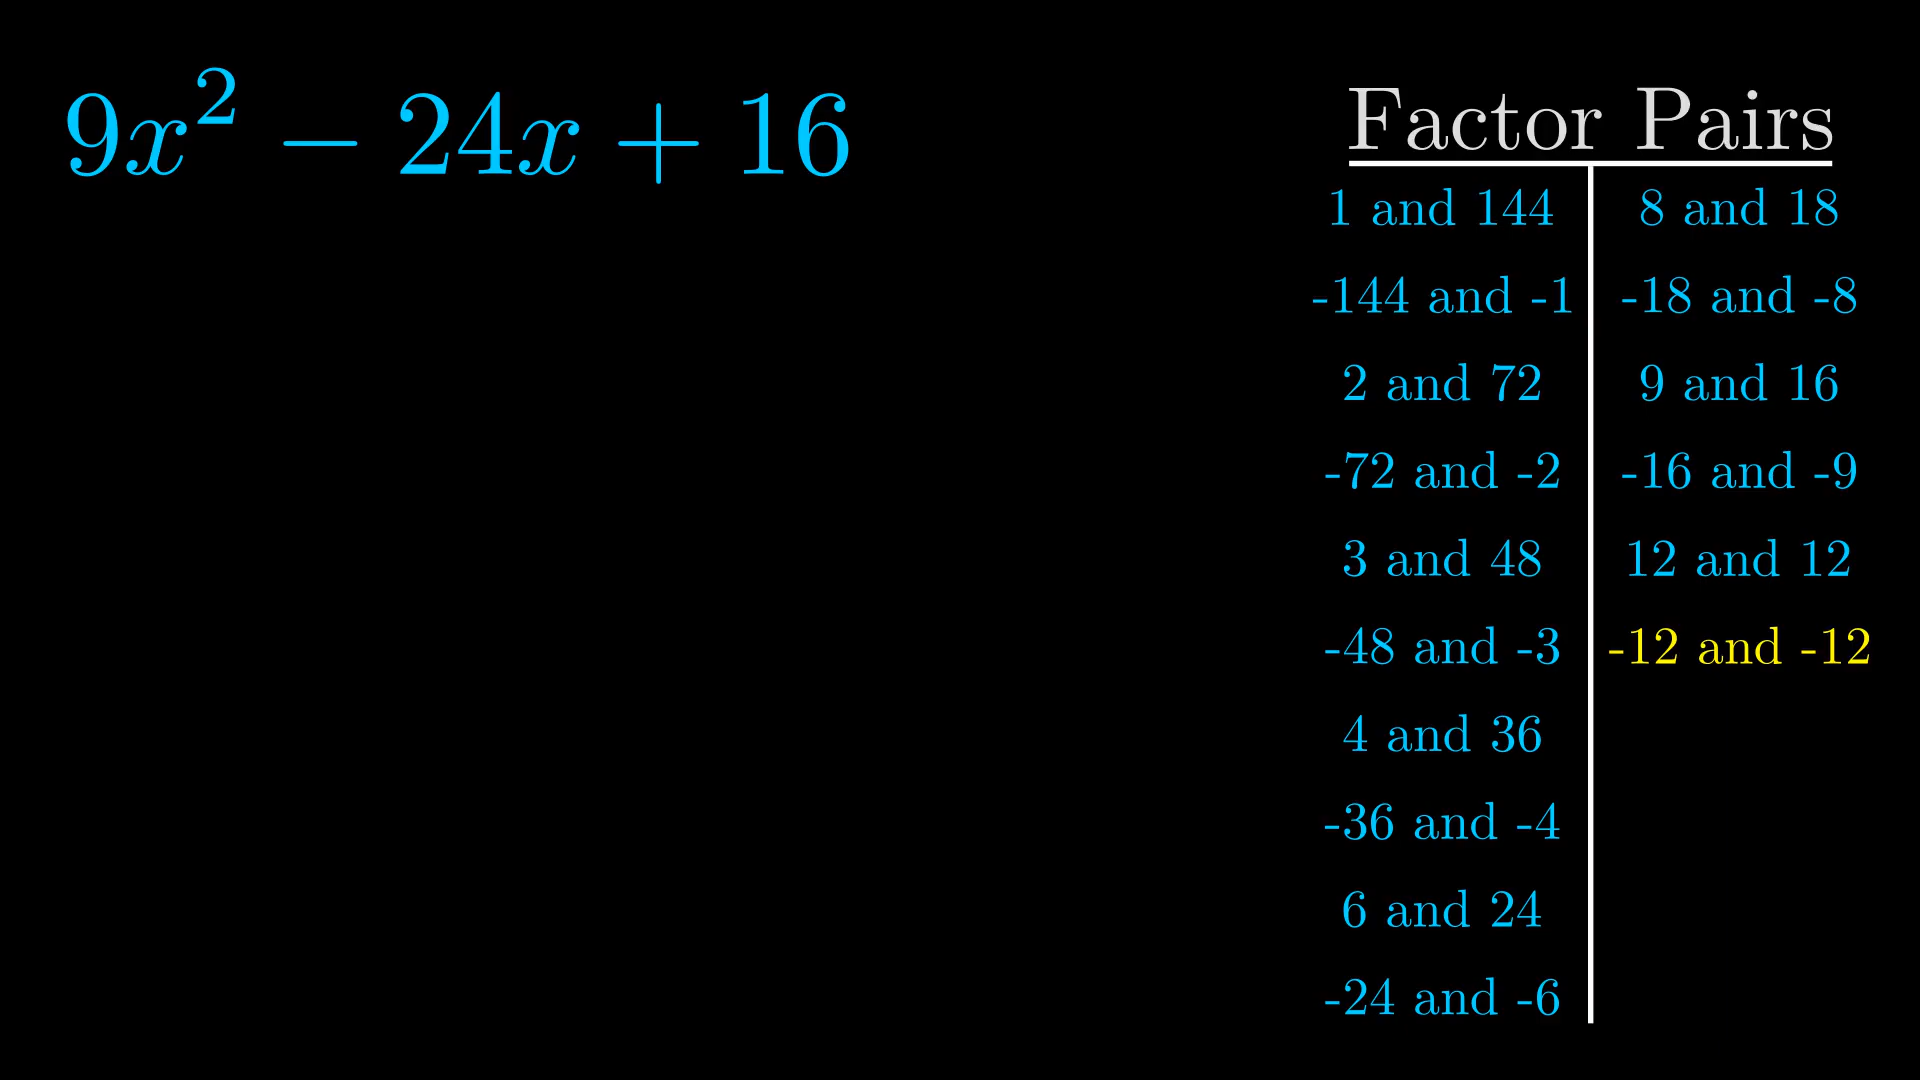 9x² − 24x + 16
Factor Pairs
1 and 144
-144 and -1
2 and 72
-72 and -2
3 and 48
-48 and -3
4 and 36
-36 and -4
6 and 24
-24 and -6
8 and 18
-18 and -8
9 and 16
-16 and -9
12 and 12
-12 and -12